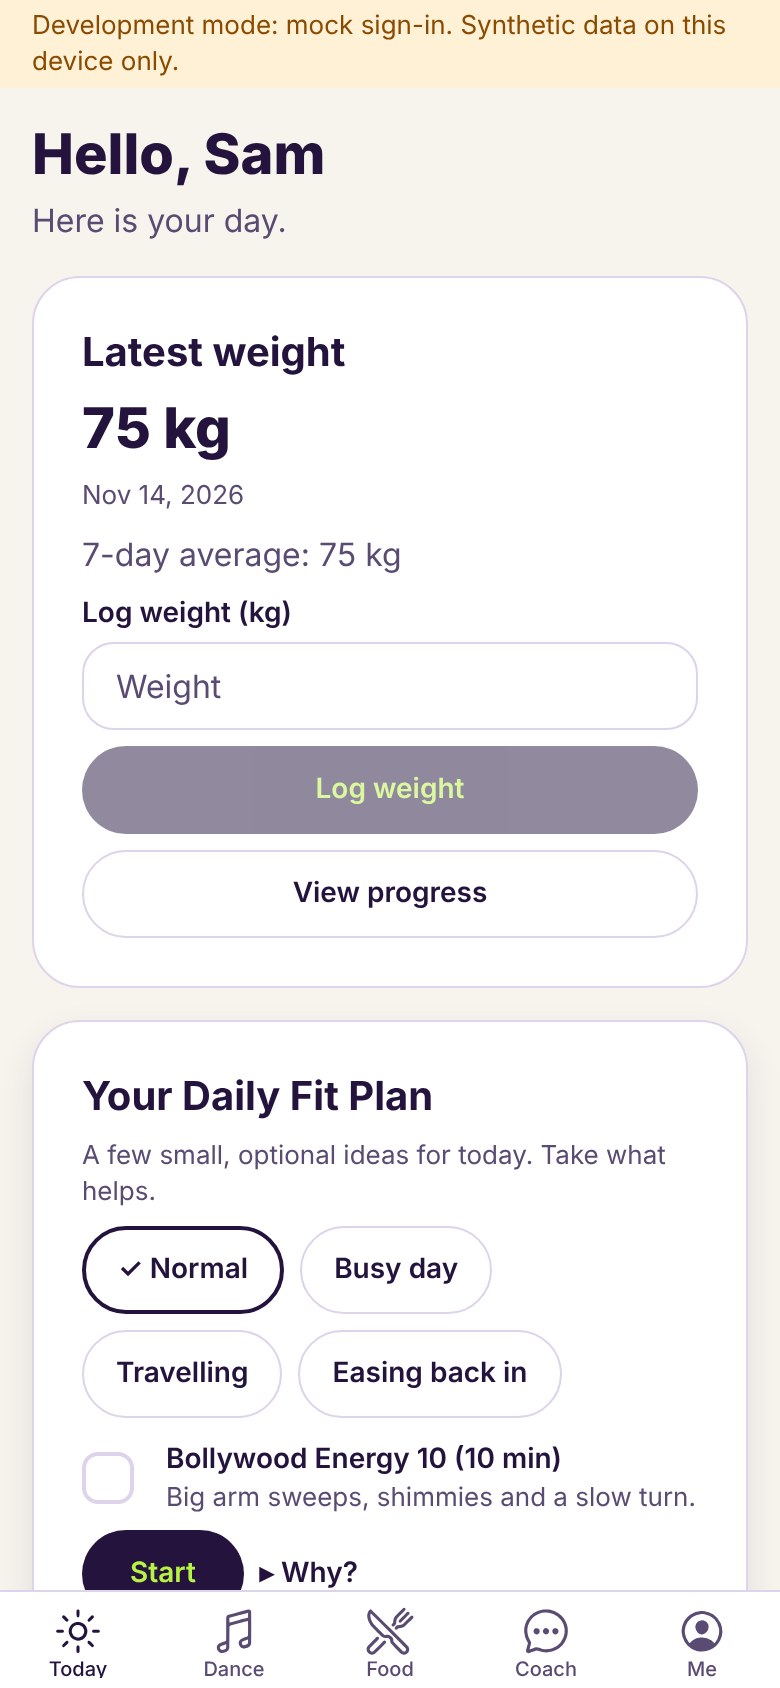 Development mode: mock sign-in. Synthetic data on this
device only.
Hello, Sam
Here is your day.
Latest weight
75 kg
Nov 14, 2026
7-day average: 75 kg
Log weight (kg)
Weight
Log weight
View progress
Your Daily Fit Plan
A few small, optional ideas for today. Take what
helps.
✓ Normal
Busy day
Travelling
Easing back in
Bollywood Energy 10 (10 min)
Big arm sweeps, shimmies and a slow turn.
Start
▸ Why?
Today
Dance
Food
Coach
Me